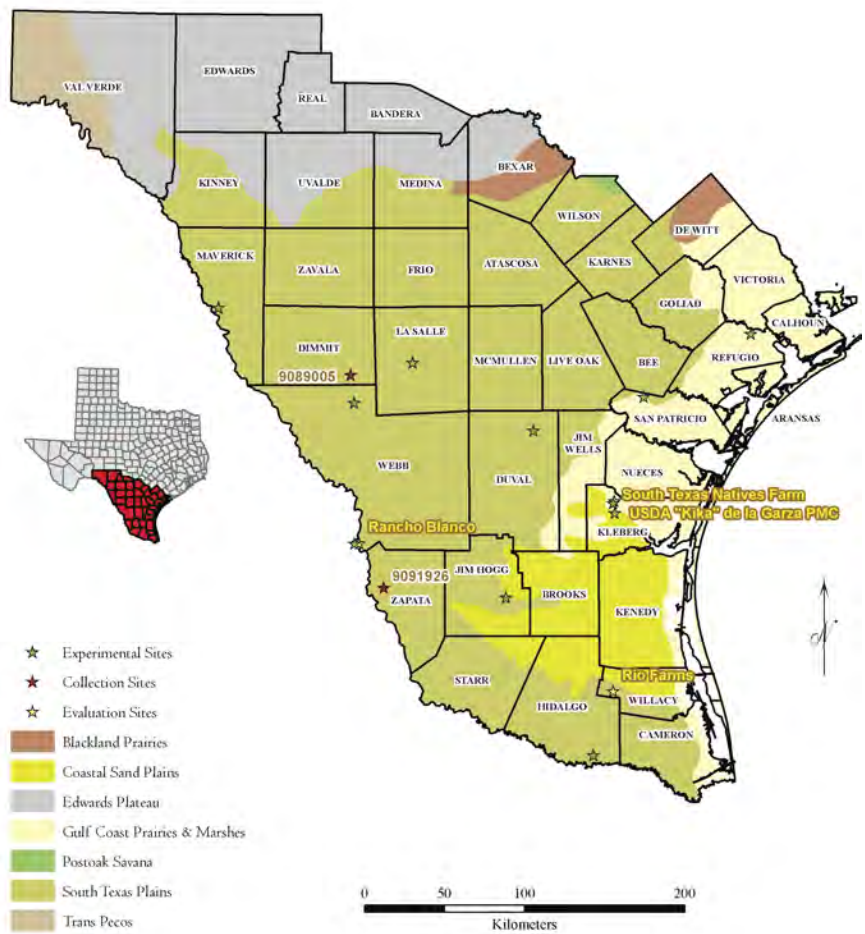 EDWARDS
VAL VERDE
REAL
BANDERA
BEXAR
KINNEY
UVALDE
MEDINA
WILSON
DE WITT
MAVERICK
ZAVALA
FRIO
ATASCOSA
KARNES
VICTORIA
GOLIAD
CALHOUN
DIMMIT
LA SALLE
MCMULLEN
LIVE OAK
BEE
REFUGIO
9089005
SAN PATRICIO
ARANSAS
JIM
WELLS
WEBB
DUVAL
NUECES
South Texas Natives Farm
USDA "Kika" de la Garza PMC
Rancho Blanco
KLEBERG
9091926
JIM HOGG
ZAPATA
BROOKS
KENEDY
N
STARR
Rio Farms
HIDALGO
WILLACY
CAMERON
Experimental Sites
Collection Sites
Evaluation Sites
Blackland Prairies
Coastal Sand Plains
Edwards Plateau
Gulf Coast Prairies & Marshes
Postoak Savana
South Texas Plains
Trans Pecos
0 100 200
Kilometers